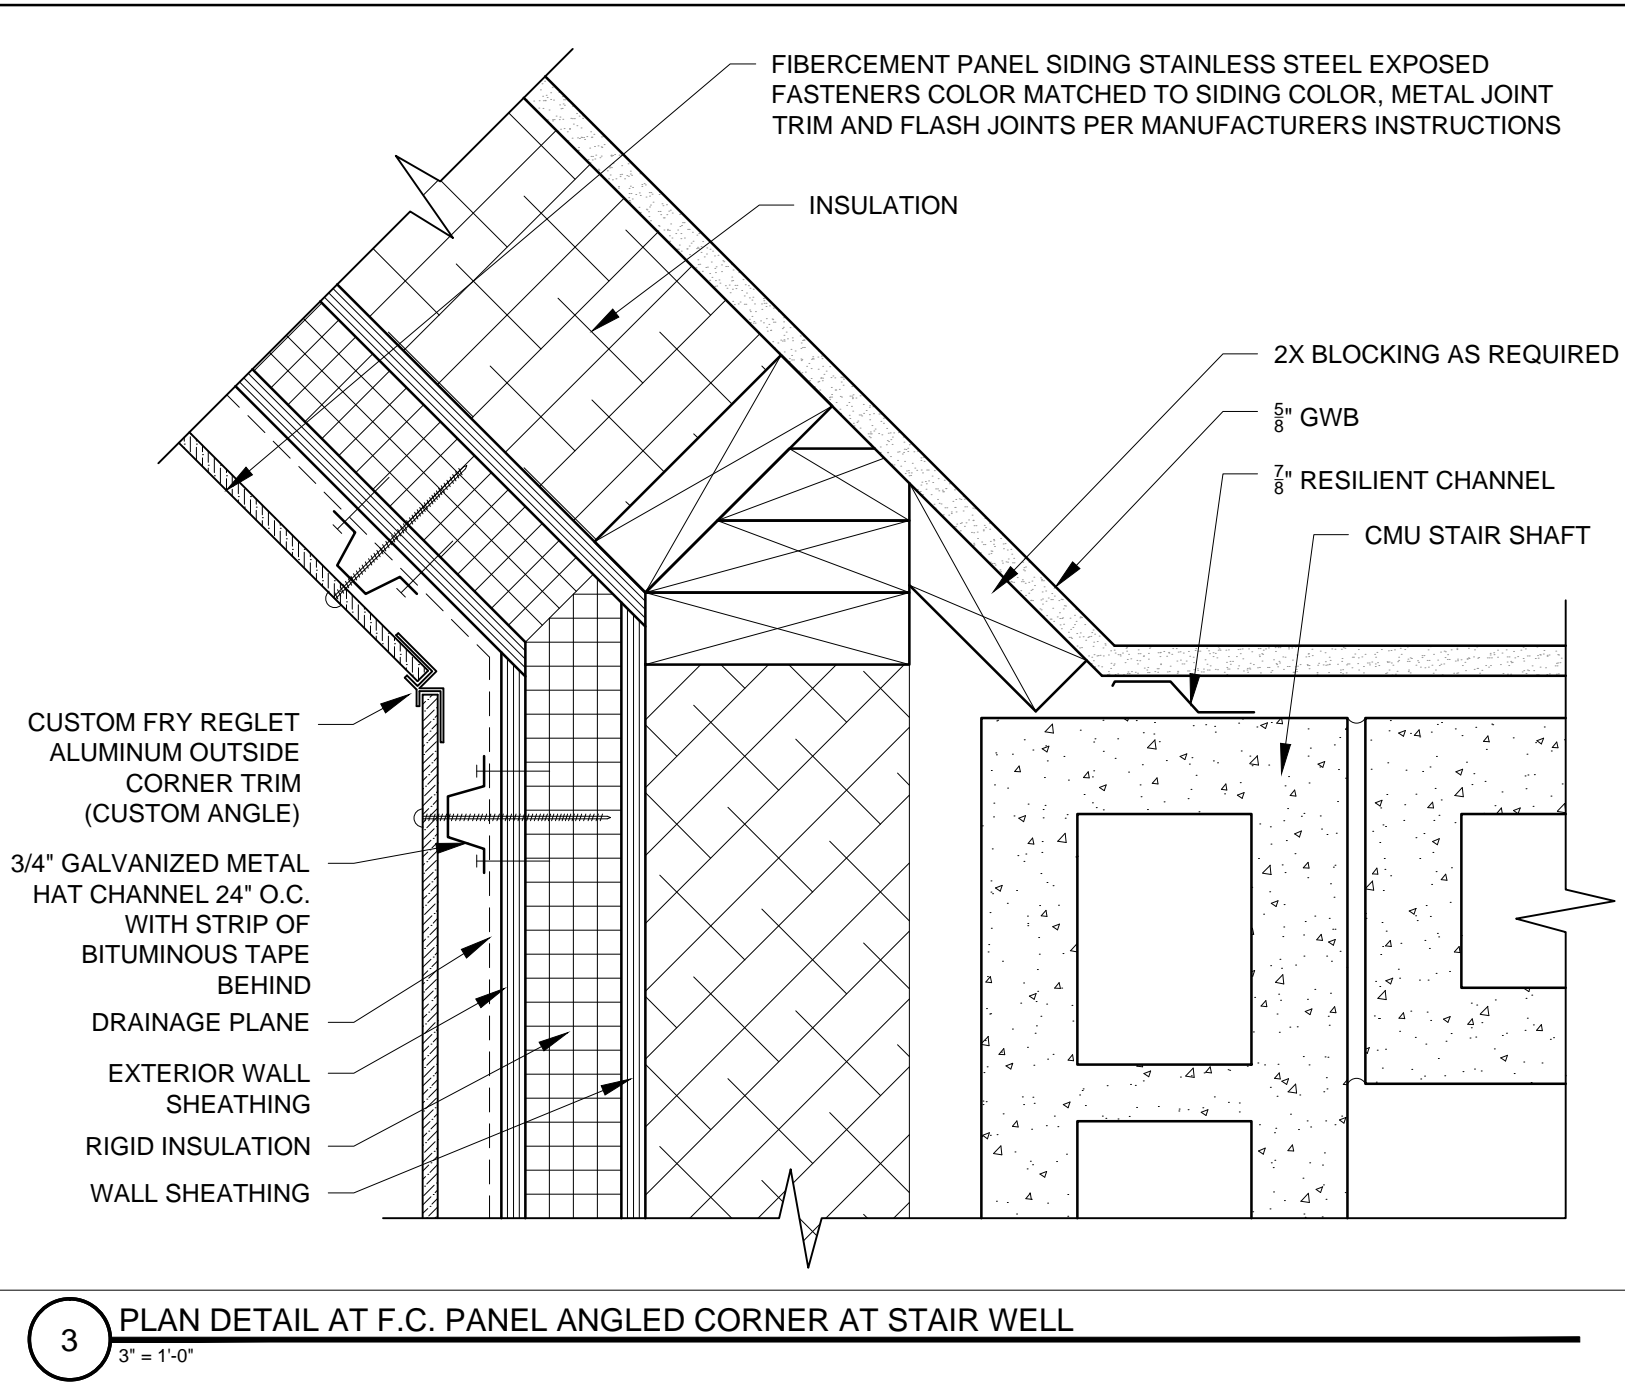 FIBERCEMENT PANEL SIDING STAINLESS STEEL EXPOSED
FASTENERS COLOR MATCHED TO SIDING COLOR, METAL JOINT
TRIM AND FLASH JOINTS PER MANUFACTURERS INSTRUCTIONS
INSULATION
2X BLOCKING AS REQUIRED
5/8" GWB
7/8" RESILIENT CHANNEL
CMU STAIR SHAFT
CUSTOM FRY REGLET
ALUMINUM OUTSIDE
CORNER TRIM
(CUSTOM ANGLE)
3/4" GALVANIZED METAL
HAT CHANNEL 24" O.C.
WITH STRIP OF
BITUMINOUS TAPE
BEHIND
DRAINAGE PLANE
EXTERIOR WALL
SHEATHING
RIGID INSULATION
WALL SHEATHING
3
PLAN DETAIL AT F.C. PANEL ANGLED CORNER AT STAIR WELL
3" = 1'-0"